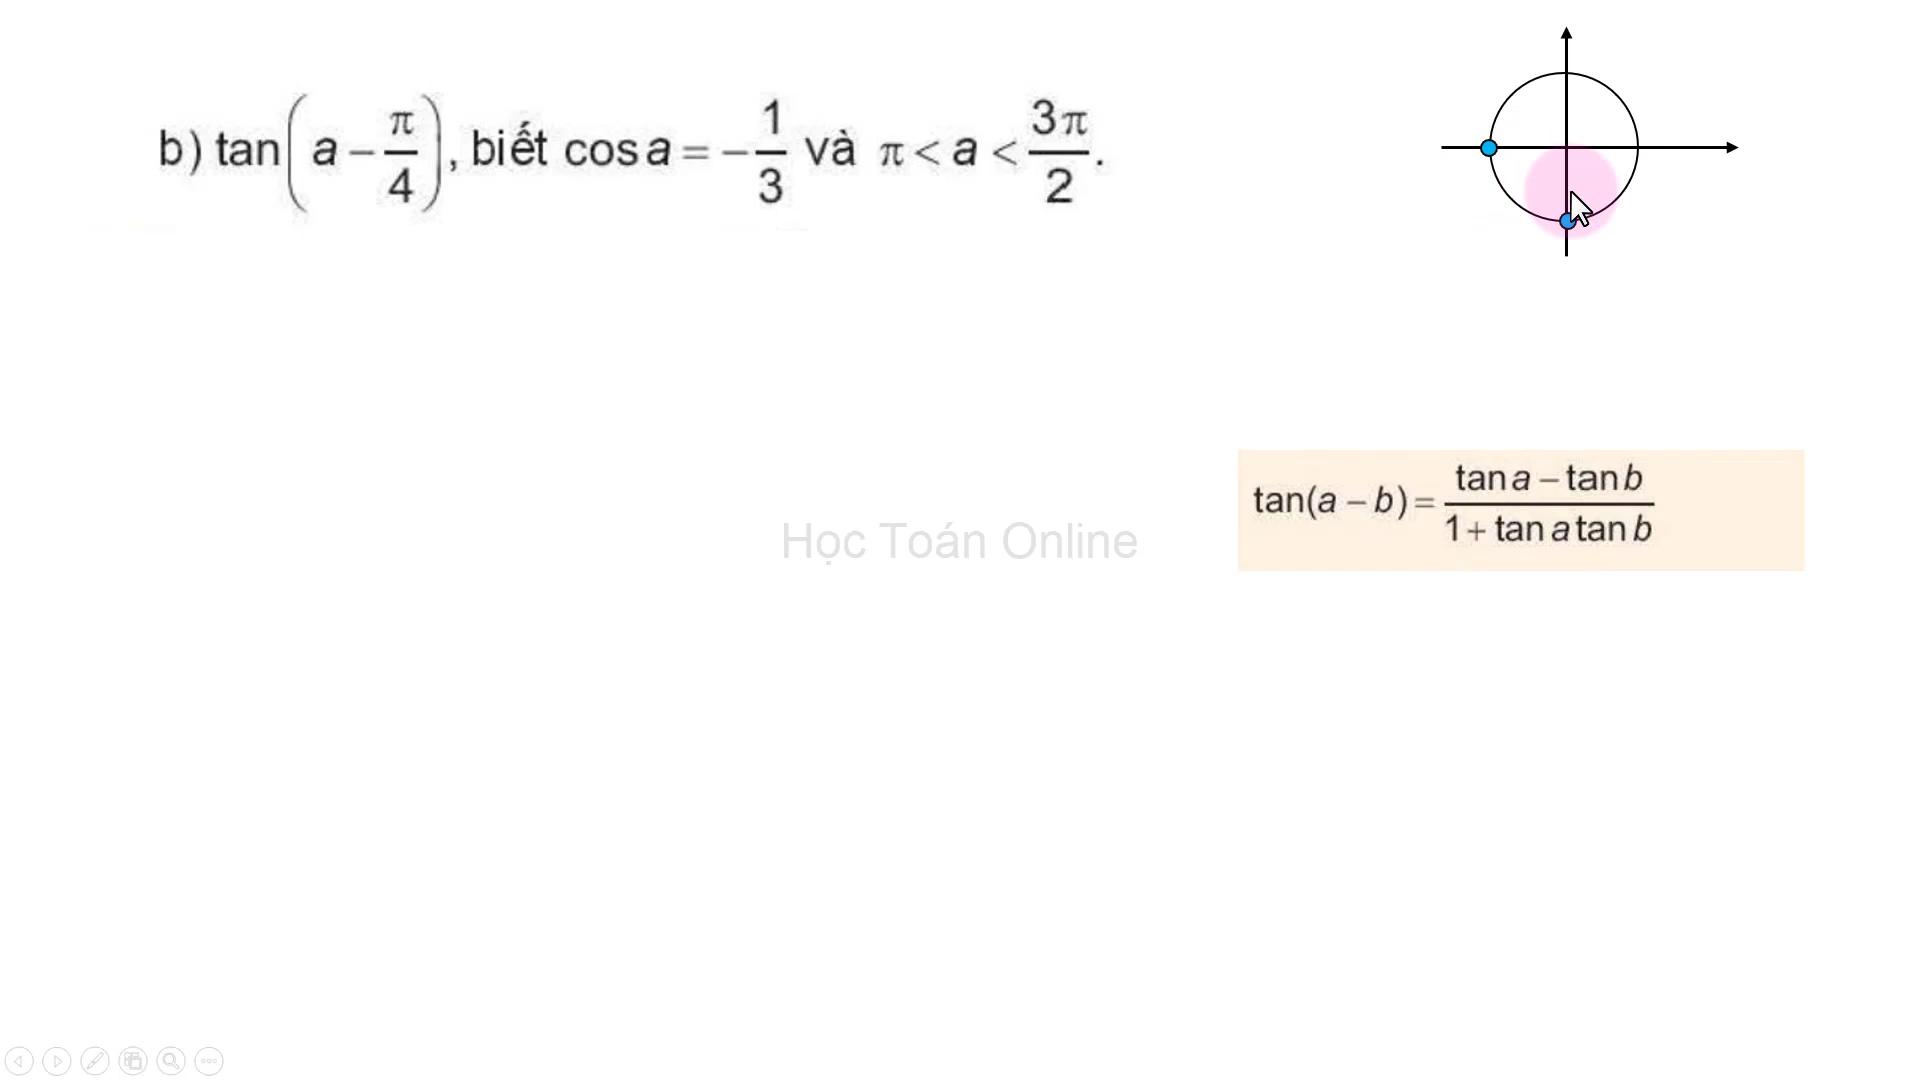 b) tan(a − π/4), biết cos a = −1/3 và π < a < 3π/2.
tan(a − b) = (tan a − tan b)/(1 + tan a tan b)
Học Toán Online